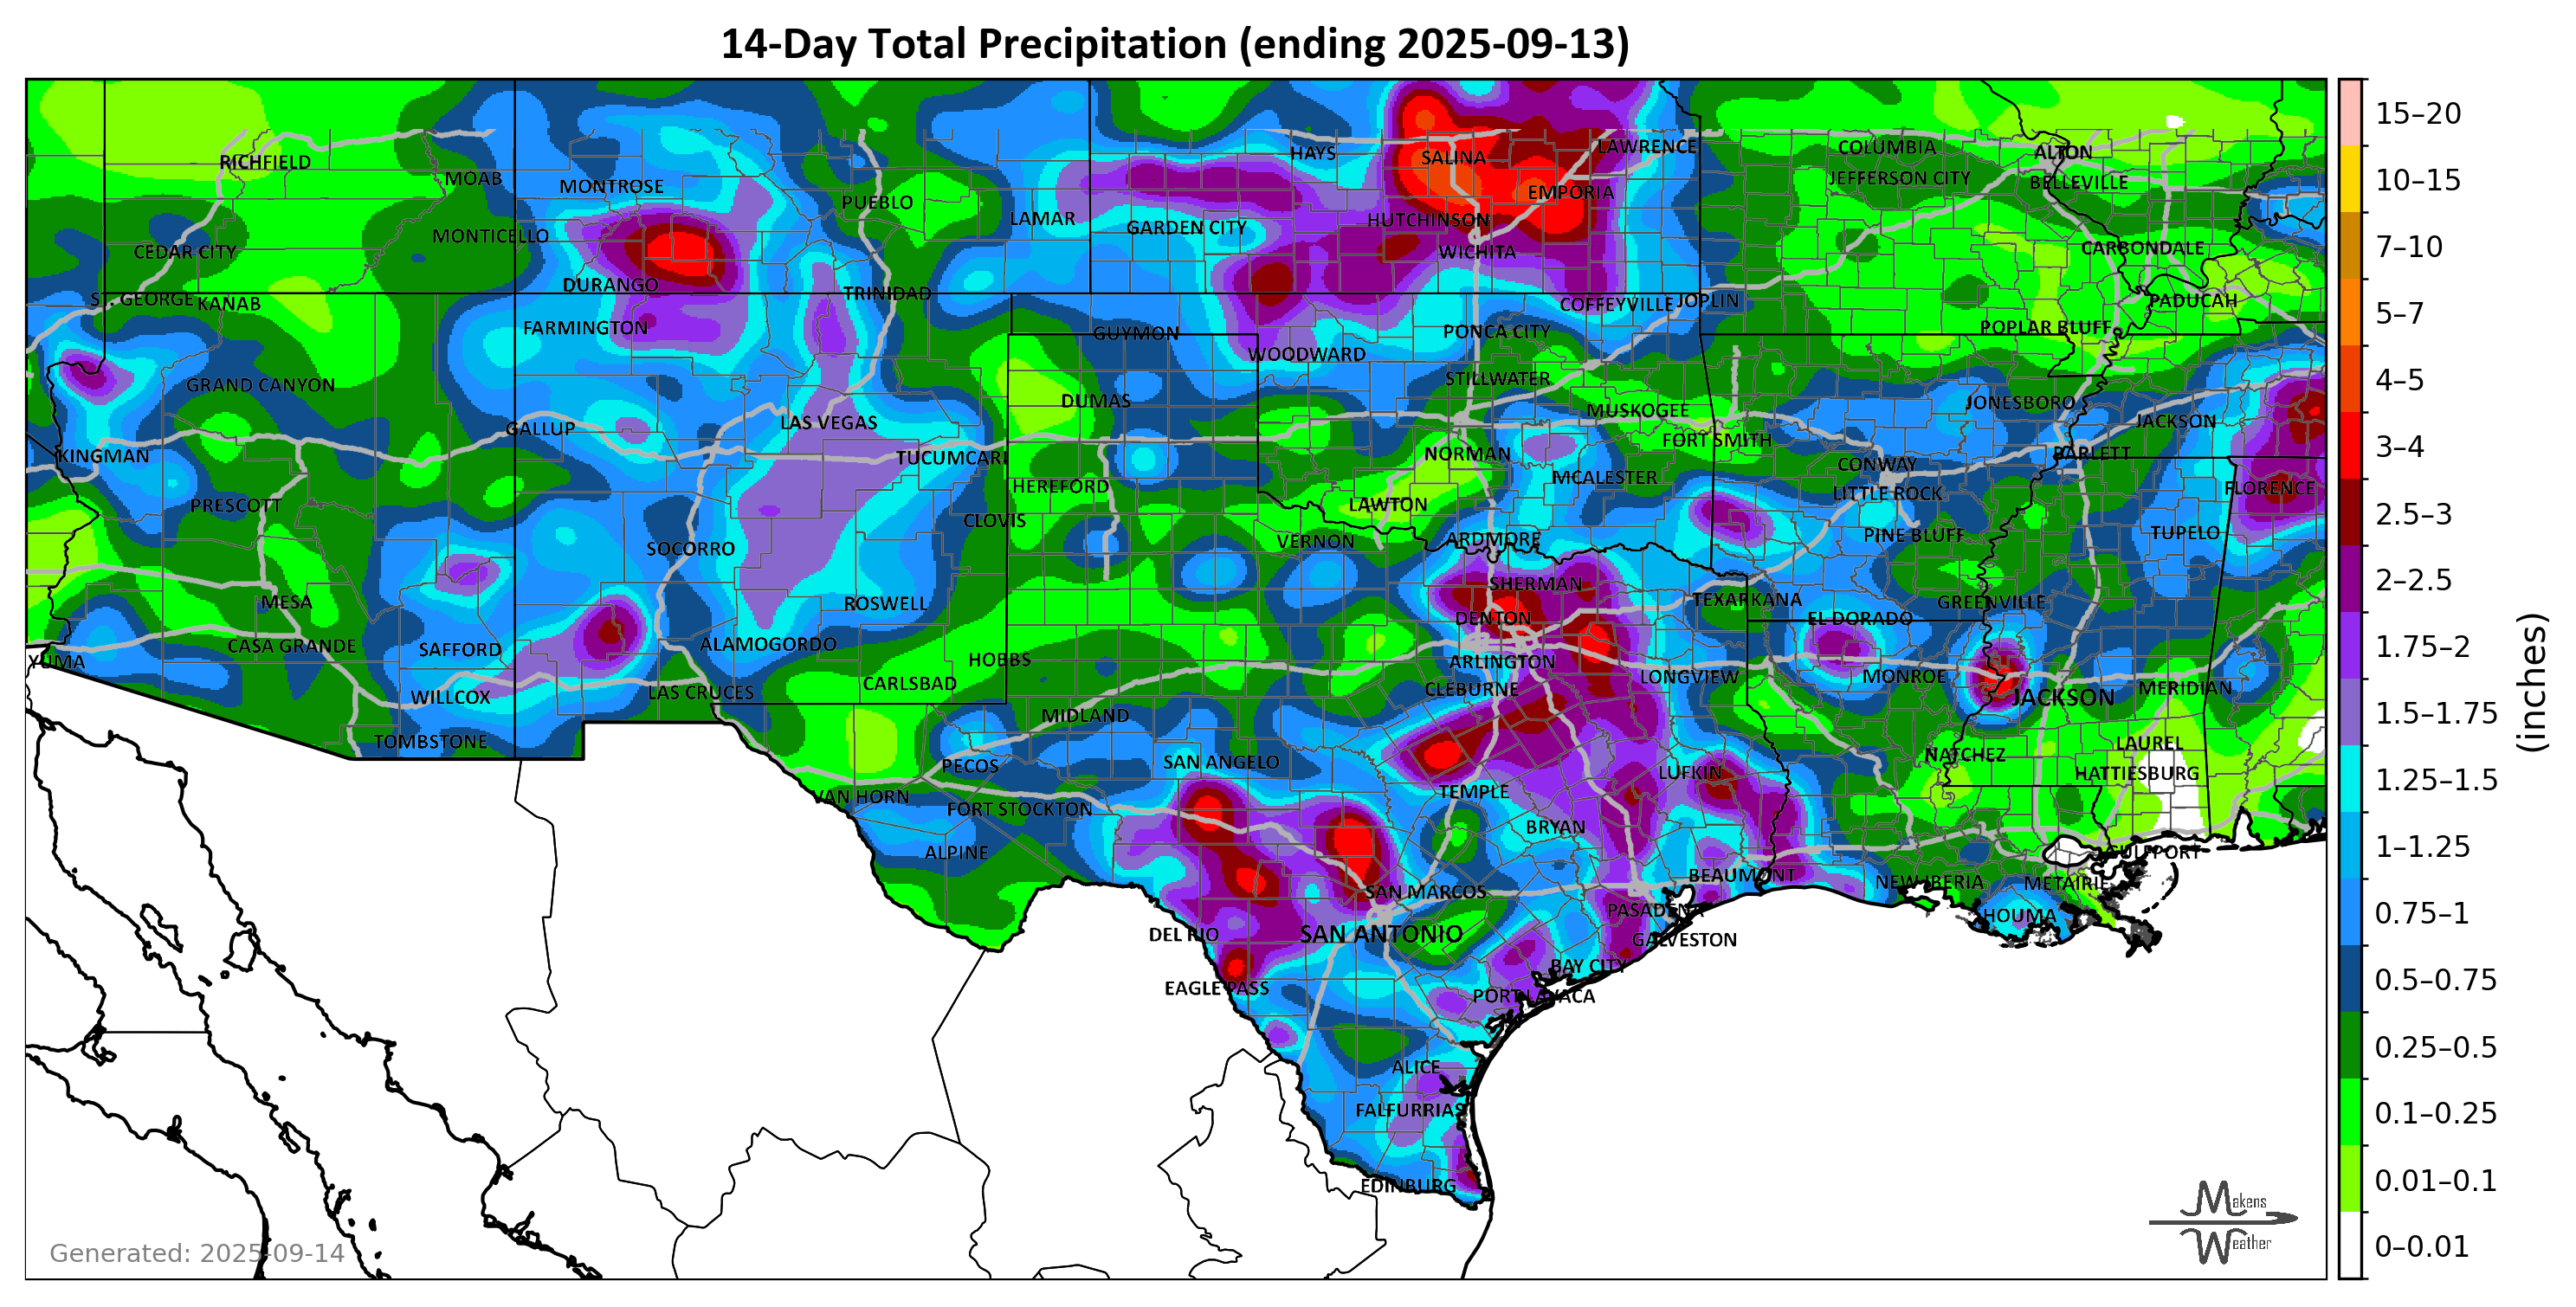 14-Day Total Precipitation (ending 2025-09-13)
RICHFIELD
MOAB
MONTROSE
PUEBLO
LAMAR
HAYS
SALINA
LAWRENCE
COLUMBIA
ALTON
JEFFERSON CITY
BELLEVILLE
EMPORIA
HUTCHINSON
GARDEN CITY
WICHITA
CEDAR CITY
MONTICELLO
CARBONDALE
DURANGO
TRINIDAD
ST. GEORGE
KANAB
COFFEYVILLE
JOPLIN
PADUCAH
FARMINGTON
GUYMON
PONCA CITY
POPLAR BLUFF
WOODWARD
STILLWATER
GRAND CANYON
DUMAS
MUSKOGEE
JONESBORO
JACKSON
GALLUP
LAS VEGAS
FORT SMITH
KINGMAN
TUCUMCARI
NORMAN
BARLETT
CONWAY
MCALESTER
HEREFORD
LITTLE ROCK
FLORENCE
PRESCOTT
LAWTON
CLOVIS
SOCORRO
VERNON
ARDMORE
PINE BLUFF
TUPELO
SHERMAN
MESA
ROSWELL
TEXARKANA
GREENVILLE
DENTON
EL DORADO
CASA GRANDE
SAFFORD
ALAMOGORDO
YUMA
HOBBS
ARLINGTON
LONGVIEW
MONROE
WILLCOX
LAS CRUCES
CARLSBAD
CLEBURNE
JACKSON
MERIDIAN
TOMBSTONE
MIDLAND
PECOS
SAN ANGELO
NATCHEZ
LAUREL
LUFKIN
HATTIESBURG
VAN HORN
FORT STOCKTON
TEMPLE
ALPINE
BRYAN
GULFPORT
SAN MARCOS
BEAUMONT
NEW IBERIA
METAIRIE
PASADENA
HOUMA
DEL RIO
SAN ANTONIO
GALVESTON
BAY CITY
EAGLE PASS
PORT LAVACA
ALICE
FALFURRIAS
EDINBURG
Generated: 2025-09-14
Makens
Weather
15–20
10–15
7–10
5–7
4–5
3–4
2.5–3
2–2.5
1.75–2
1.5–1.75
1.25–1.5
1–1.25
0.75–1
0.5–0.75
0.25–0.5
0.1–0.25
0.01–0.1
0–0.01
(inches)